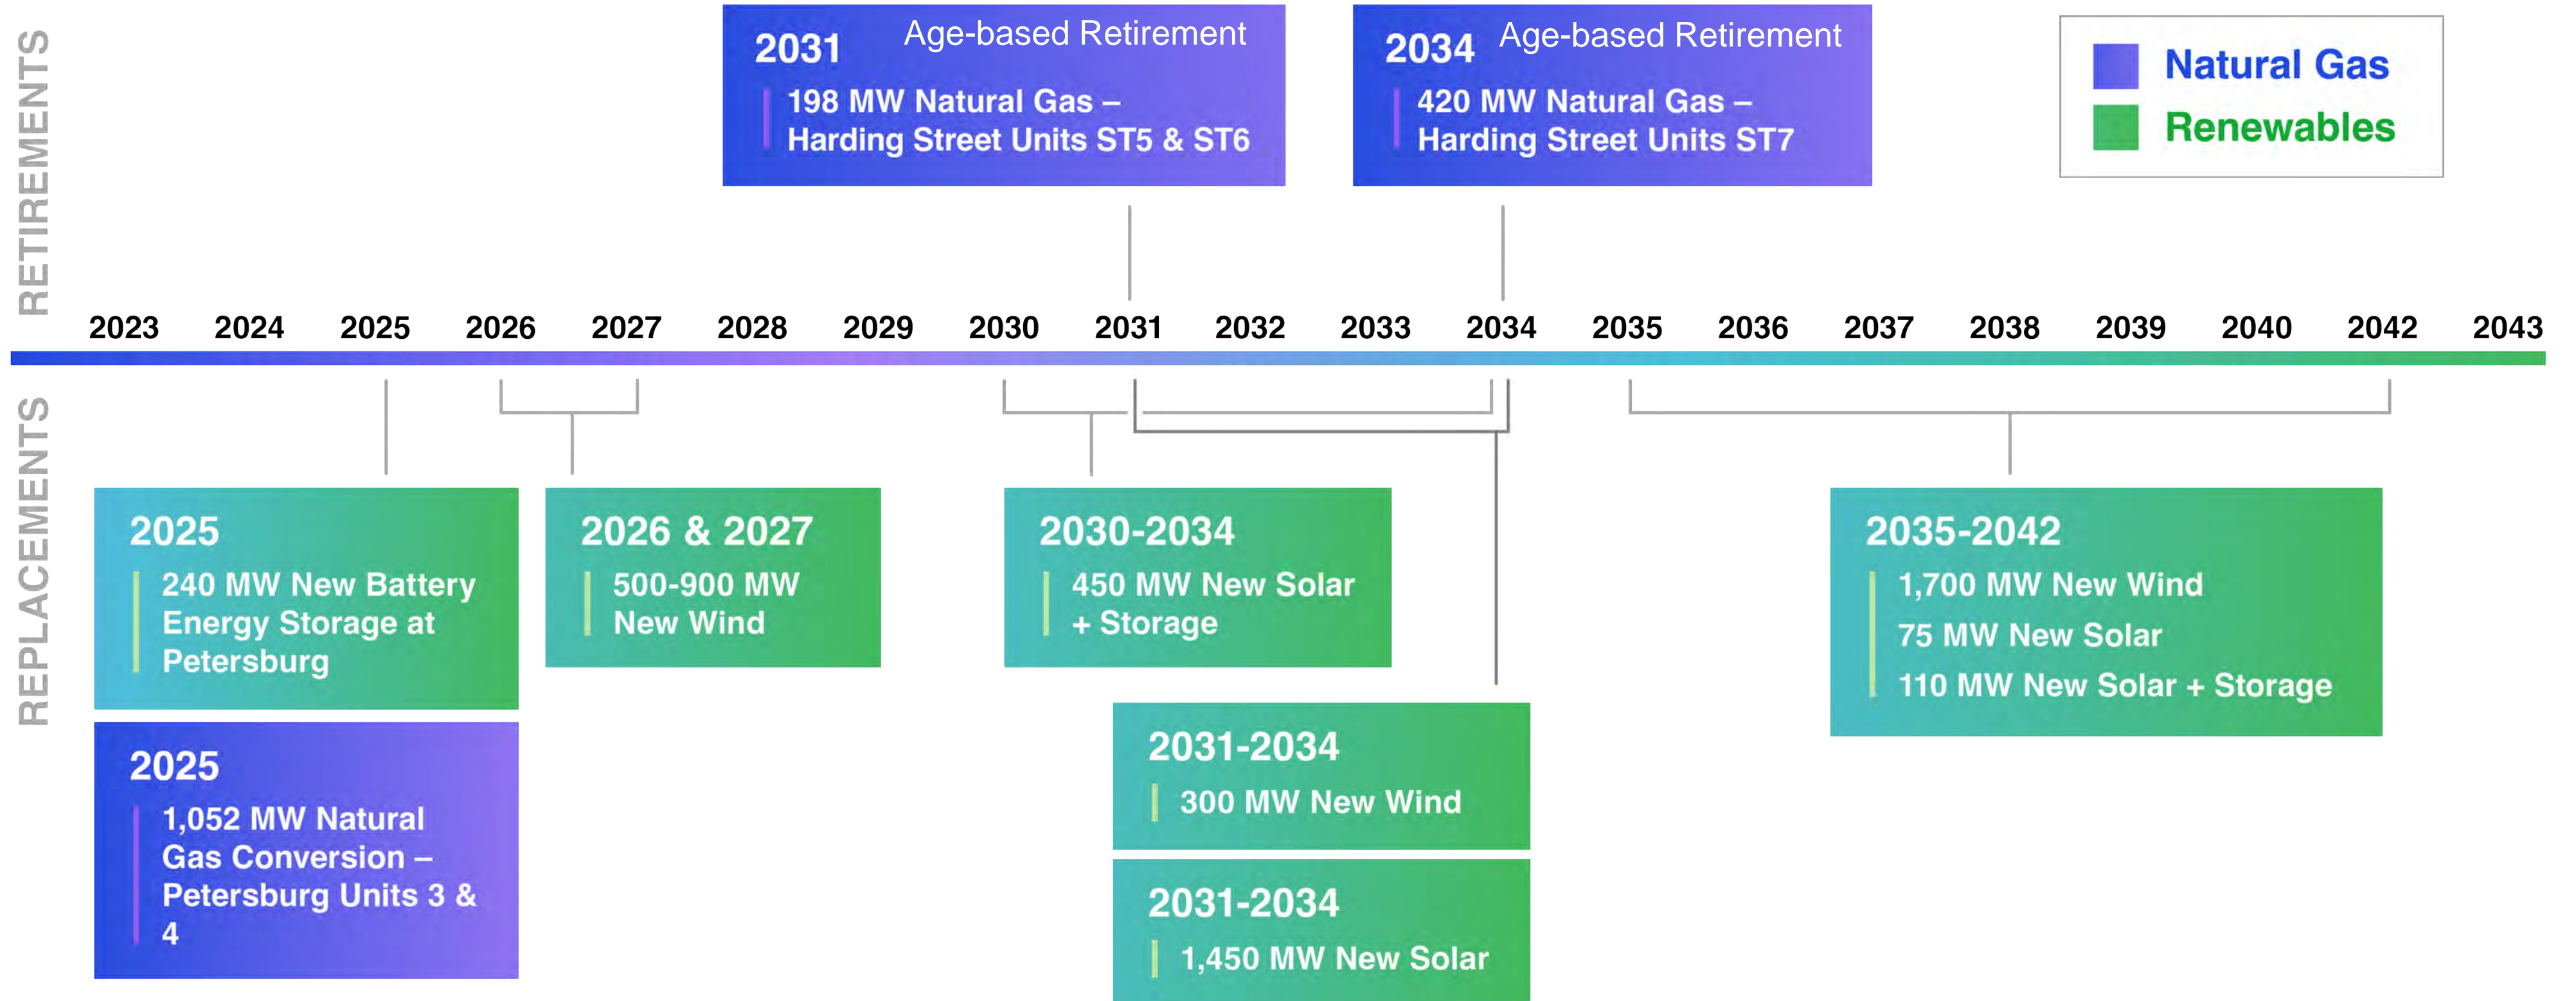 RETIREMENTS
2031 Age-based Retirement
198 MW Natural Gas –
Harding Street Units ST5 & ST6
2034 Age-based Retirement
420 MW Natural Gas –
Harding Street Units ST7
Natural Gas
Renewables
2023 2024 2025 2026 2027 2028 2029 2030 2031 2032 2033 2034 2035 2036 2037 2038 2039 2040 2042 2043
REPLACEMENTS
2025
240 MW New Battery
Energy Storage at
Petersburg
2025
1,052 MW Natural
Gas Conversion –
Petersburg Units 3 &
4
2026 & 2027
500-900 MW
New Wind
2030-2034
450 MW New Solar
+ Storage
2031-2034
300 MW New Wind
2031-2034
1,450 MW New Solar
2035-2042
1,700 MW New Wind
75 MW New Solar
110 MW New Solar + Storage